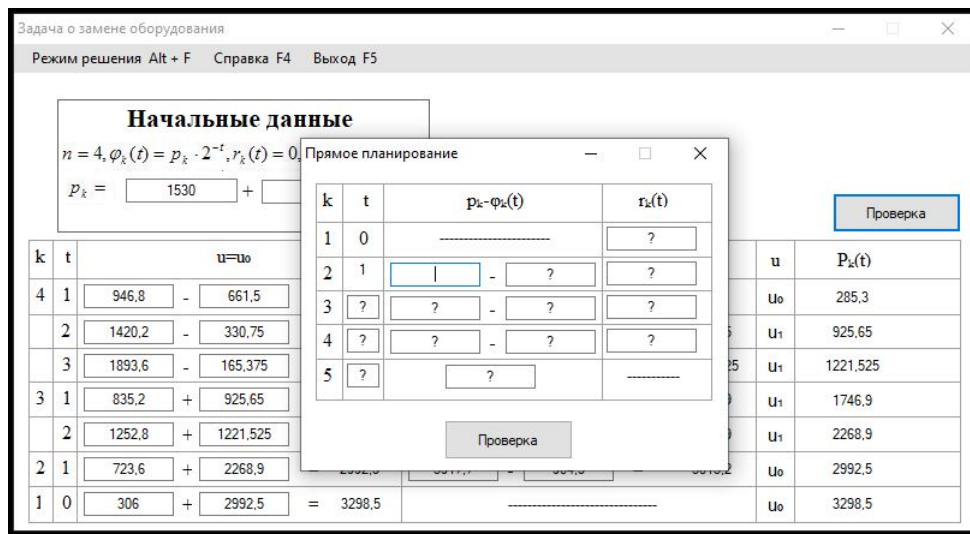 Задача о замене оборудования
Режим решения Alt + F Справка F4 Выход F5
Начальные данные
n = 4, φₖ(t) = pₖ · 2⁻ᵗ, rₖ(t) = 0,
pₖ = 1530 +
Проверка
k t u=u₀ u Pₖ(t)
4 1 946,8 - 661,5 u₀ 285,3
2 1420,2 - 330,75 u₁ 925,65
3 1893,6 - 165,375 u₁ 1221,525
3 1 835,2 + 925,65 u₁ 1746,9
2 1252,8 + 1221,525 u₁ 2268,9
2 1 723,6 + 2268,9 = u₀ 2992,5
1 0 306 + 2992,5 = 3298,5 -------------------------------- u₀ 3298,5
Прямое планирование
k t pₖ-φₖ(t) rₖ(t)
1 0 ------------------------ ?
2 1 - ? ?
3 ? ? - ? ?
4 ? ? - ? ?
5 ? ? -----------
Проверка